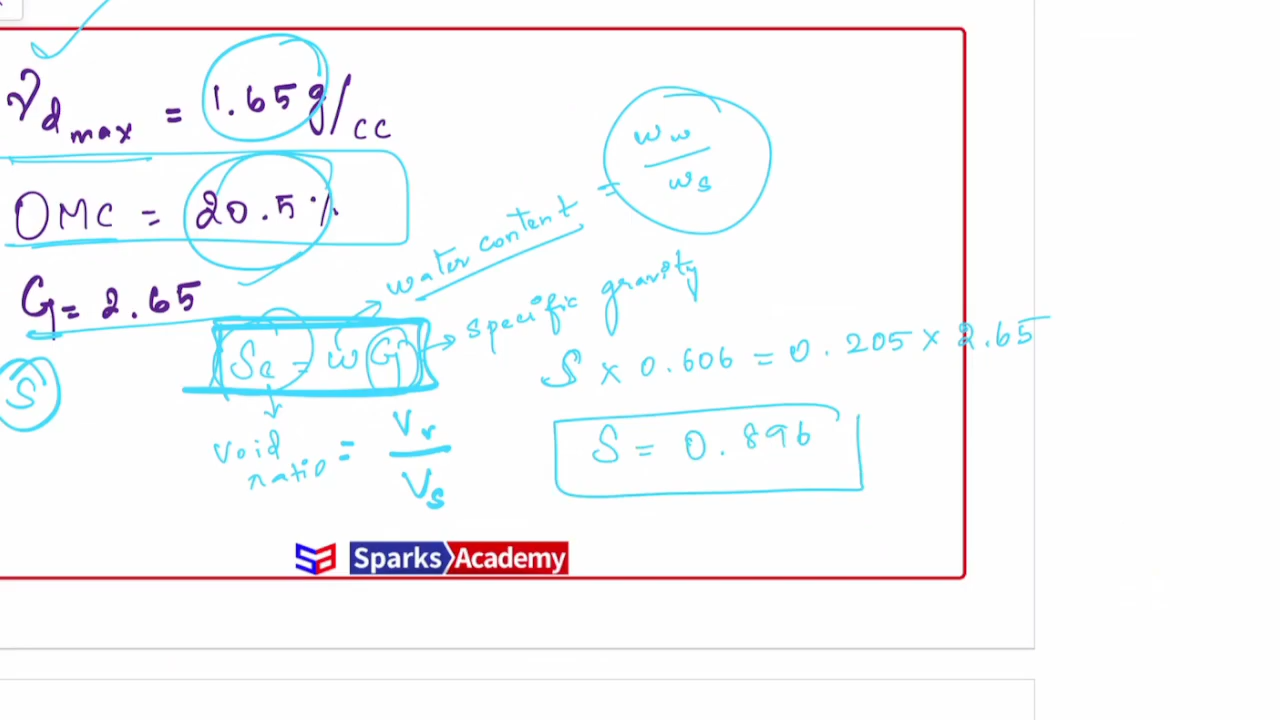 γd max = 1.65 g/cc
OMC = 20.5 %
G = 2.65
S
Se = wG
water content = Ww/Ws
specific gravity
void ratio = Vv/Vs
S × 0.606 = 0.205 × 2.65
S = 0.896
Sparks Academy